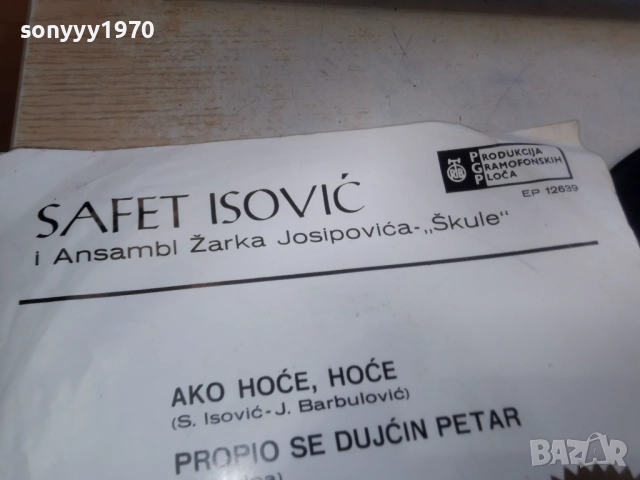 sonyyy1970
PRODUKCIJA
GRAMOFONSKIH
PLOČA
RTB
EP 12639
SAFET ISOVIĆ
i Ansambl Žarka Josipovića-„Škule"
AKO HOĆE, HOĆE
(S. Isović-J. Barbulović)
PROPIO SE DUJĆIN PETAR
BAZAR